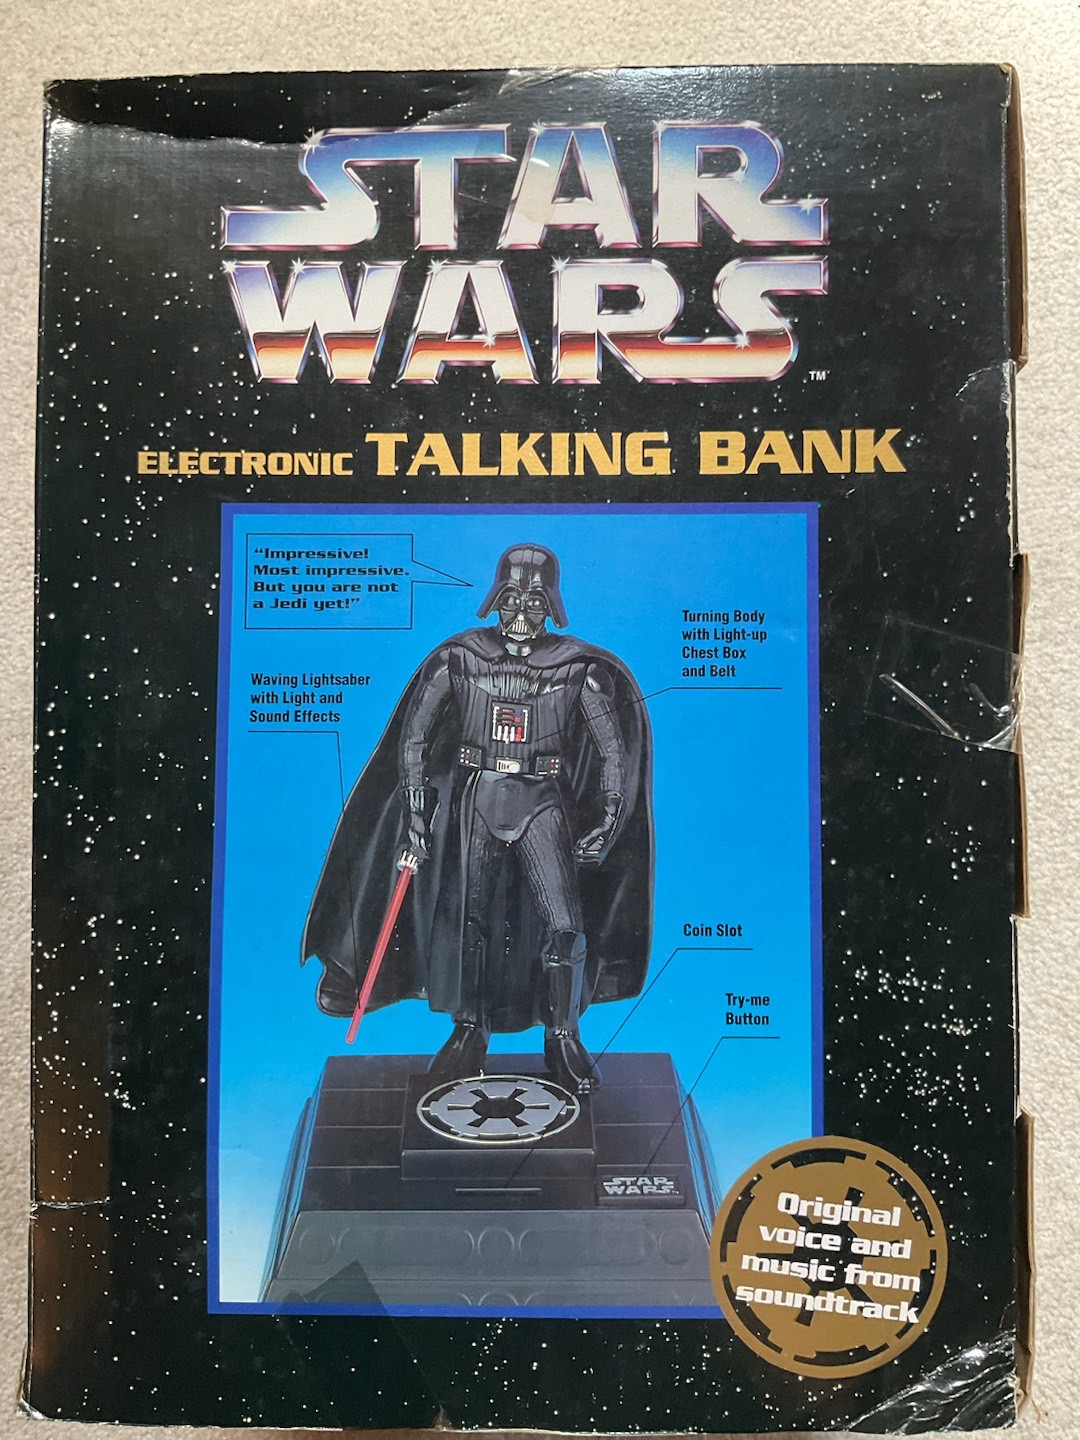 STAR
WARS
TM
ELECTRONIC TALKING BANK
"Impressive!
Most impressive.
But you are not
a Jedi yet!"
Turning Body
with Light-up
Chest Box
and Belt
Waving Lightsaber
with Light and
Sound Effects
Coin Slot
Try-me
Button
STAR
WARS
Original
voice and
music from
soundtrack